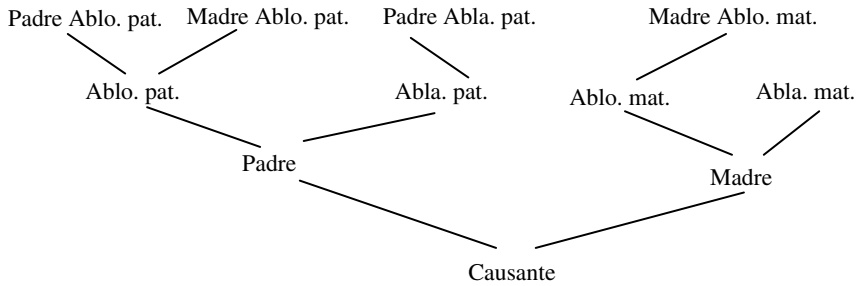 Padre Ablo. pat. Madre Ablo. pat. Padre Abla. pat. Madre Ablo. mat.
Ablo. pat. Abla. pat. Ablo. mat. Abla. mat.
Padre Madre
Causante